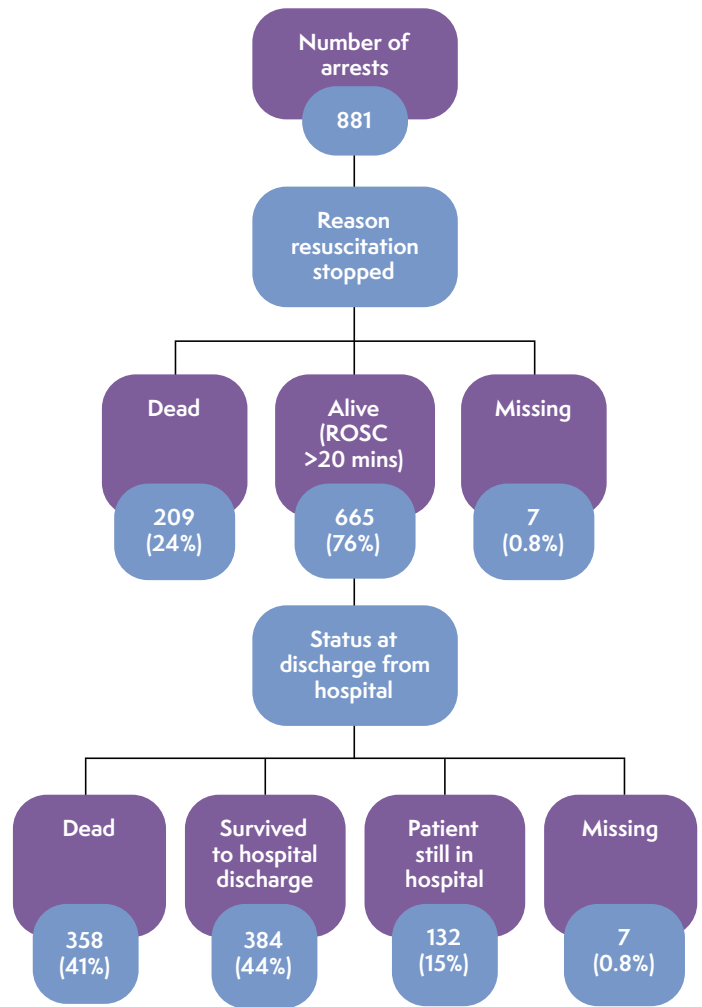 Number of
arrests
881
Reason
resuscitation
stopped
Dead
209
(24%)
Alive
(ROSC
>20 mins)
665
(76%)
Missing
7
(0.8%)
Status at
discharge from
hospital
Dead
358
(41%)
Survived
to hospital
discharge
384
(44%)
Patient
still in
hospital
132
(15%)
Missing
7
(0.8%)